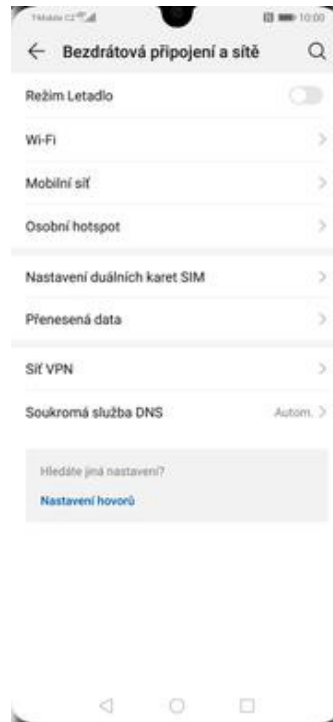 T-Mobile CZ
10:00
Bezdrátová připojení a sítě
Režim Letadlo
Wi-Fi
Mobilní síť
Osobní hotspot
Nastavení duálních karet SIM
Přenesená data
Síť VPN
Soukromá služba DNS
Autom.
Hledáte jiná nastavení?
Nastavení hovorů